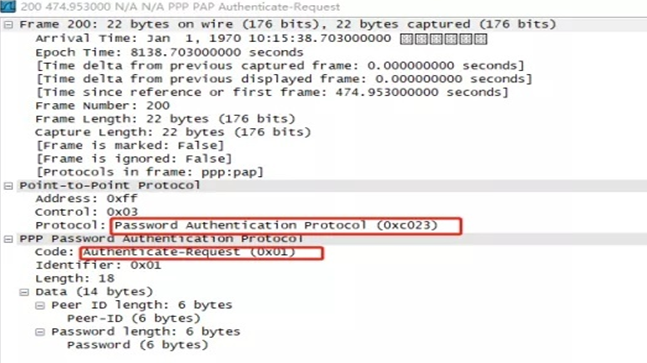 200 474.953000 N/A N/A PPP PAP Authenticate-Request
Frame 200: 22 bytes on wire (176 bits), 22 bytes captured (176 bits)
Arrival Time: Jan  1, 1970 10:15:38.703000000
Epoch Time: 8138.703000000 seconds
[Time delta from previous captured frame: 0.000000000 seconds]
[Time delta from previous displayed frame: 0.000000000 seconds]
[Time since reference or first frame: 474.953000000 seconds]
Frame Number: 200
Frame Length: 22 bytes (176 bits)
Capture Length: 22 bytes (176 bits)
[Frame is marked: False]
[Frame is ignored: False]
[Protocols in frame: ppp:pap]
Point-to-Point Protocol
Address: 0xff
Control: 0x03
Protocol: Password Authentication Protocol (0xc023)
PPP Password Authentication Protocol
Code: Authenticate-Request (0x01)
Identifier: 0x01
Length: 18
Data (14 bytes)
Peer ID length: 6 bytes
Peer-ID (6 bytes)
Password length: 6 bytes
Password (6 bytes)